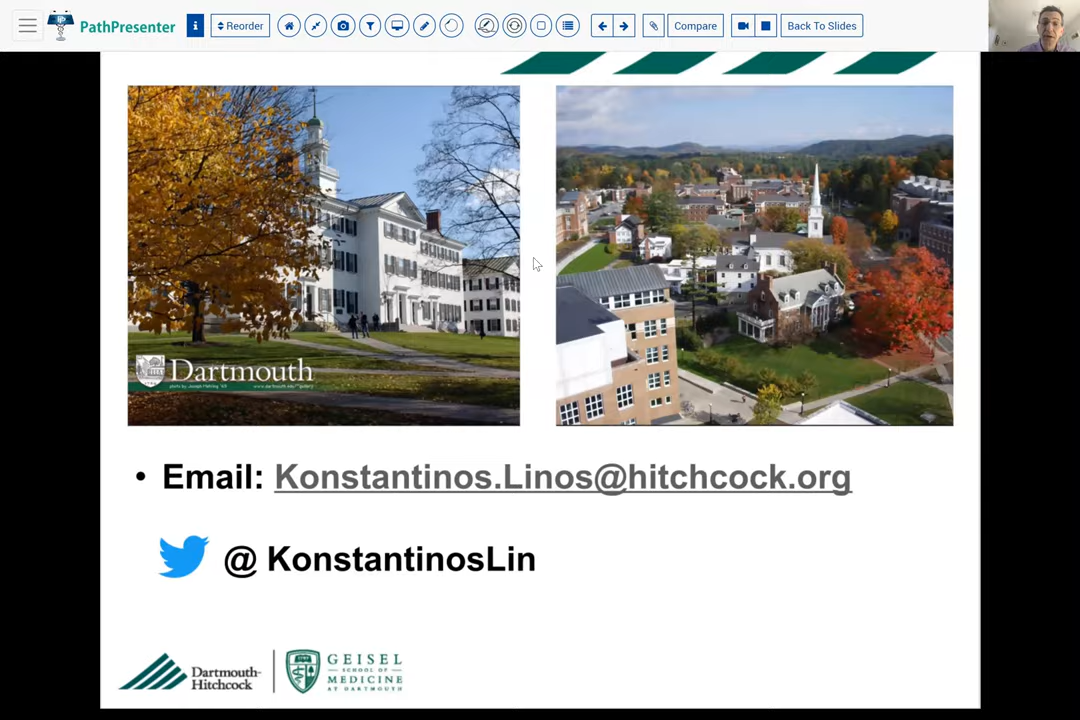 PathPresenter
Reorder
Compare
Back To Slides
Dartmouth
• Email: Konstantinos.Linos@hitchcock.org
@ KonstantinosLin
Dartmouth-
Hitchcock
GEISEL
SCHOOL OF
MEDICINE
AT DARTMOUTH